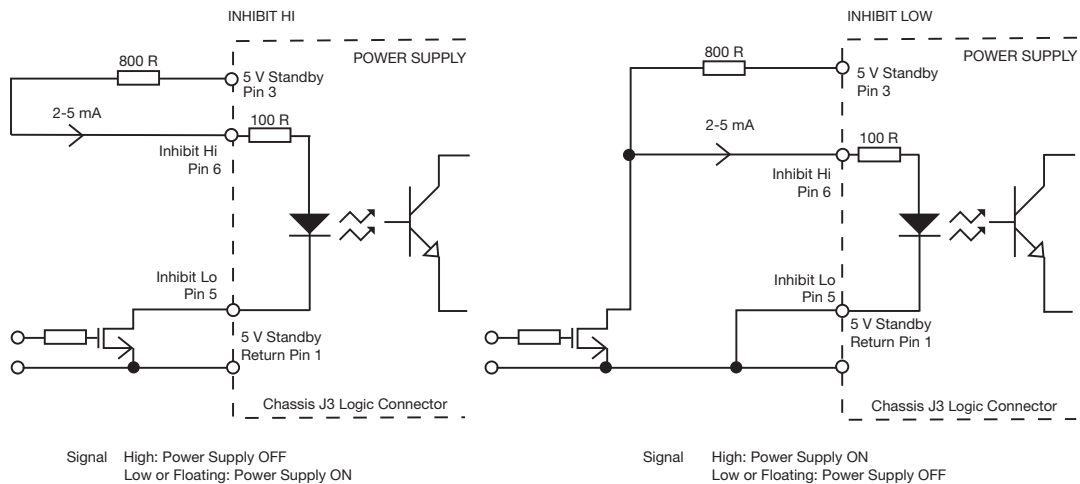 INHIBIT HI
POWER SUPPLY
800 R
5 V Standby
Pin 3
2-5 mA
100 R
Inhibit Hi
Pin 6
Inhibit Lo
Pin 5
5 V Standby
Return Pin 1
Chassis J3 Logic Connector
Signal High: Power Supply OFF
Low or Floating: Power Supply ON
INHIBIT LOW
POWER SUPPLY
800 R
5 V Standby
Pin 3
2-5 mA
100 R
Inhibit Hi
Pin 6
Inhibit Lo
Pin 5
5 V Standby
Return Pin 1
Chassis J3 Logic Connector
Signal High: Power Supply ON
Low or Floating: Power Supply OFF